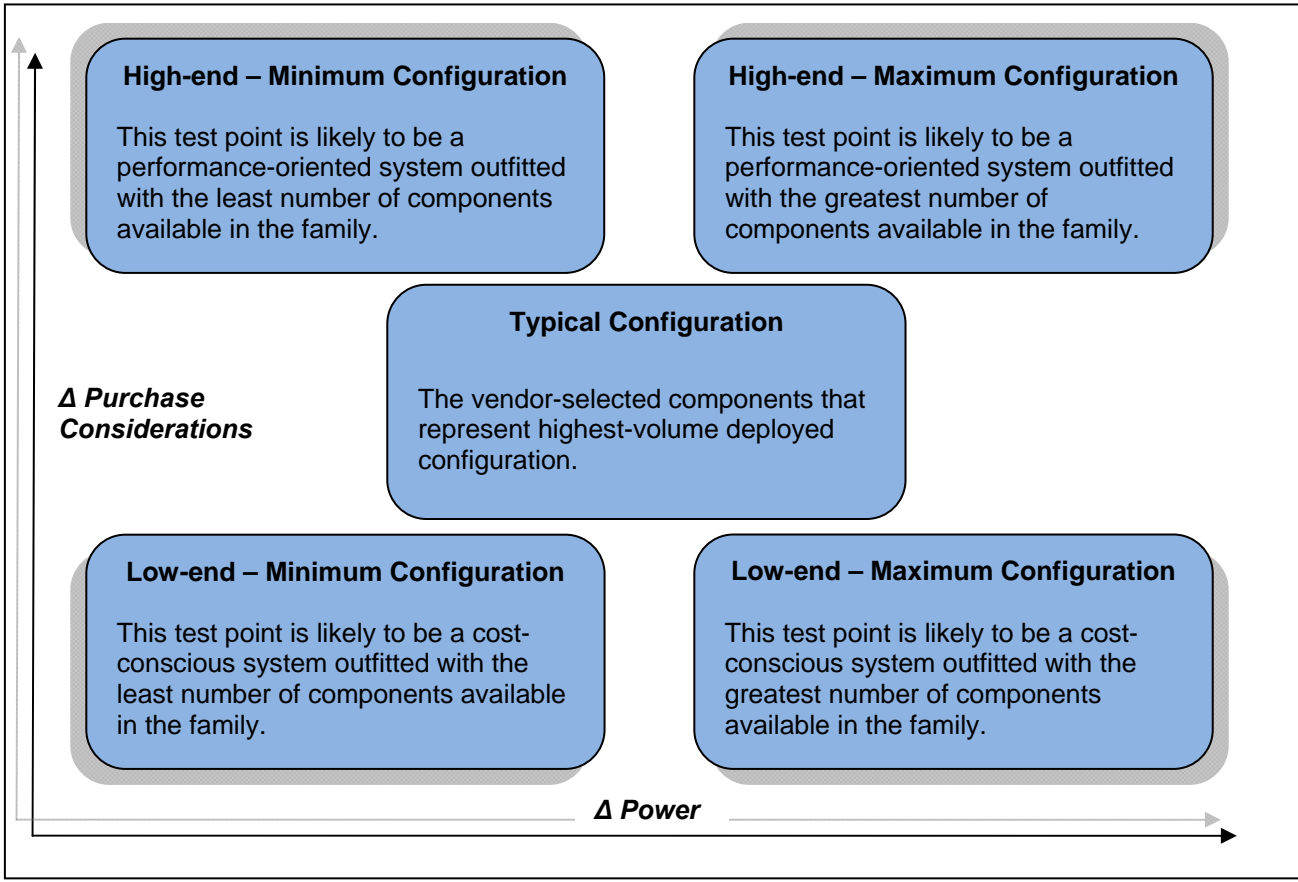 High-end – Minimum Configuration
This test point is likely to be a
performance-oriented system outfitted
with the least number of components
available in the family.
High-end – Maximum Configuration
This test point is likely to be a
performance-oriented system outfitted
with the greatest number of
components available in the family.
Typical Configuration
The vendor-selected components that
represent highest-volume deployed
configuration.
Δ Purchase
Considerations
Low-end – Minimum Configuration
This test point is likely to be a cost-
conscious system outfitted with the
least number of components available
in the family.
Low-end – Maximum Configuration
This test point is likely to be a cost-
conscious system outfitted with the
greatest number of components
available in the family.
Δ Power